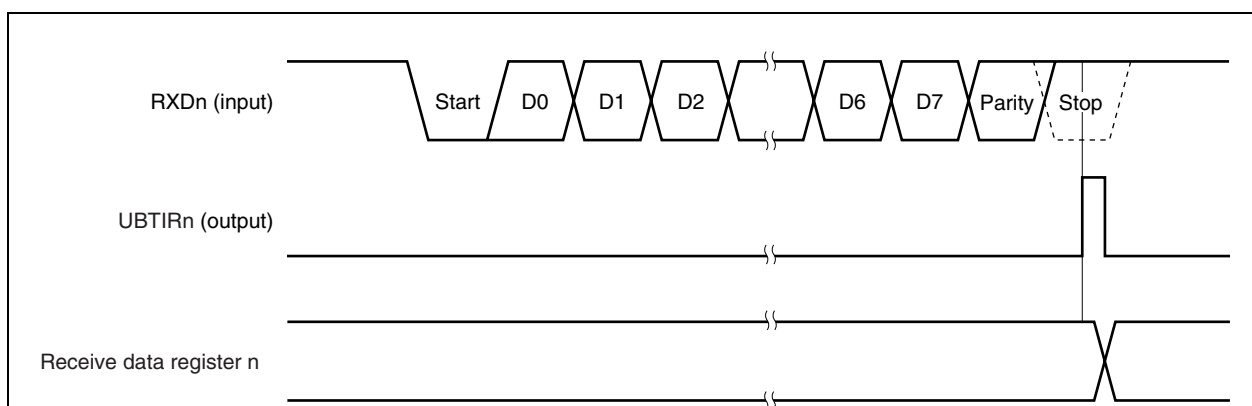 RXDn (input)
Start D0 D1 D2 D6 D7 Parity Stop
UBTIRn (output)
Receive data register n